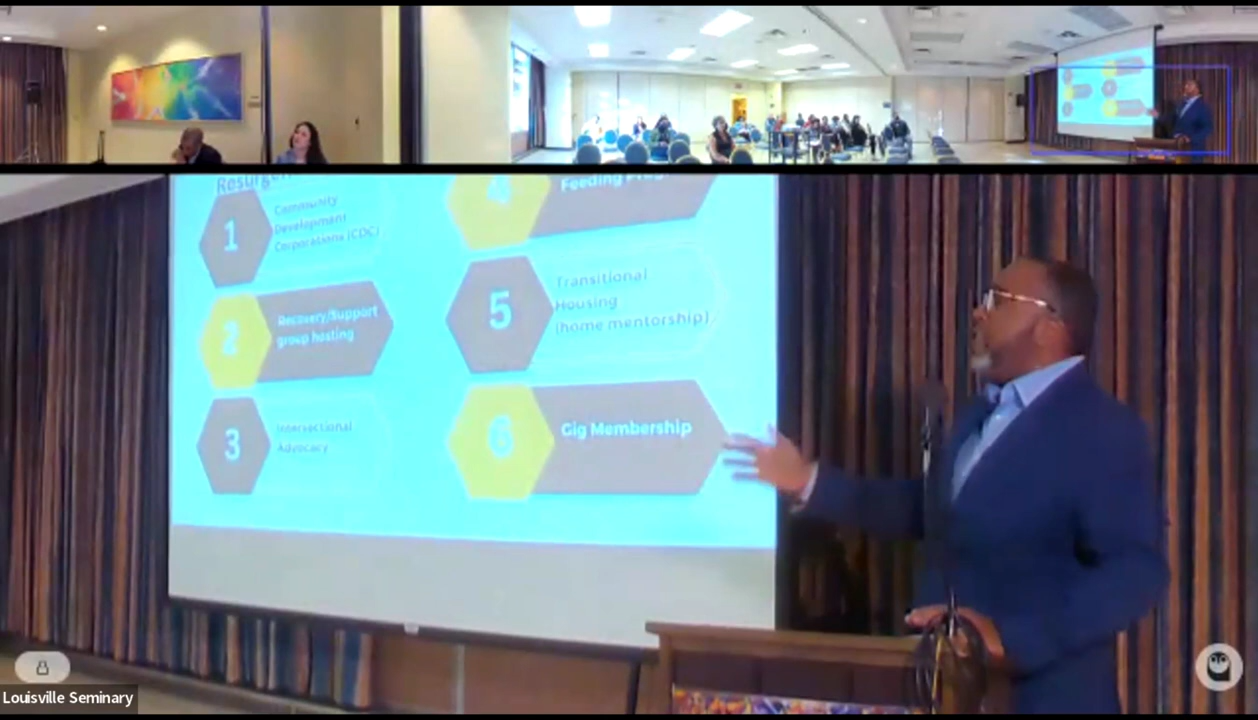 1
Community
Development
Corporations (CDC)
2
Recovery/Support
group hosting
3
Intersectional
Advocacy
4
Feeding
5
Transitional
Housing
(home mentorship)
6
Gig Membership
Louisville Seminary